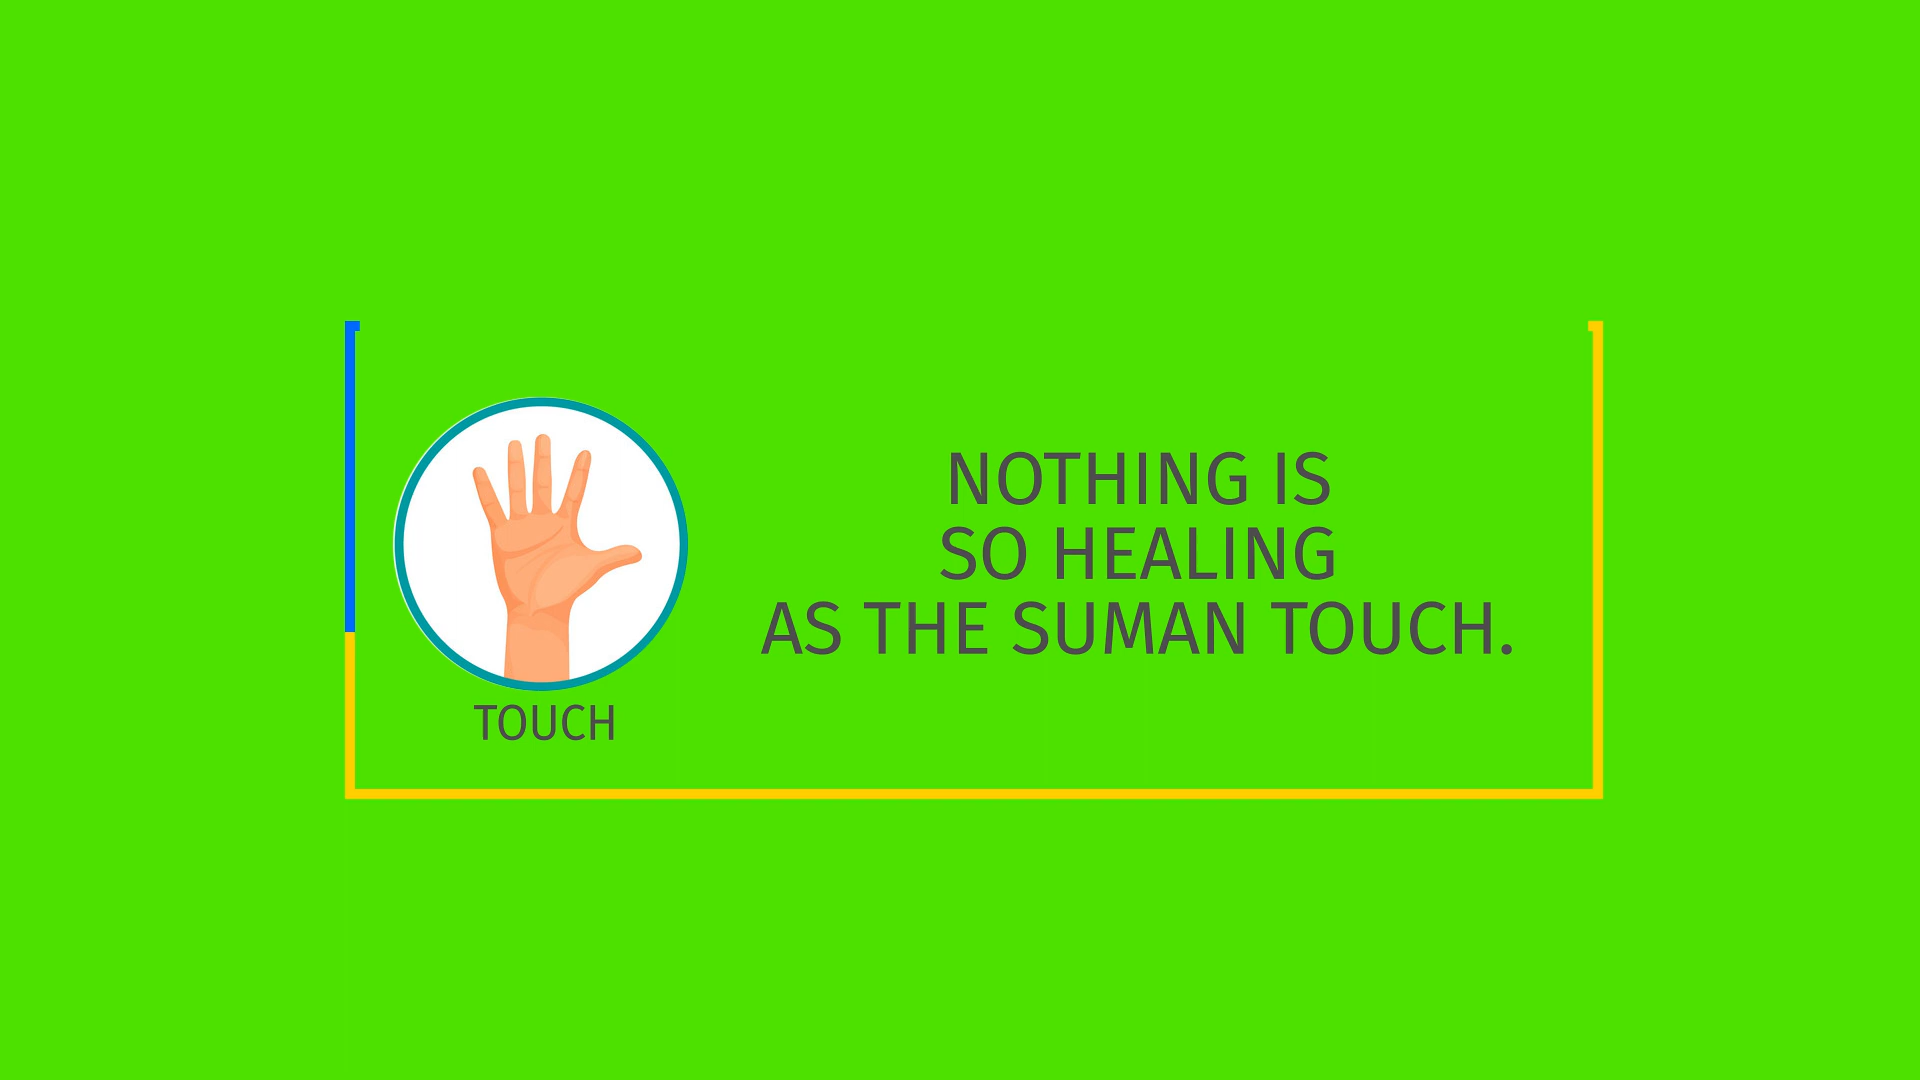 NOTHING IS
SO HEALING
AS THE SUMAN TOUCH.
TOUCH